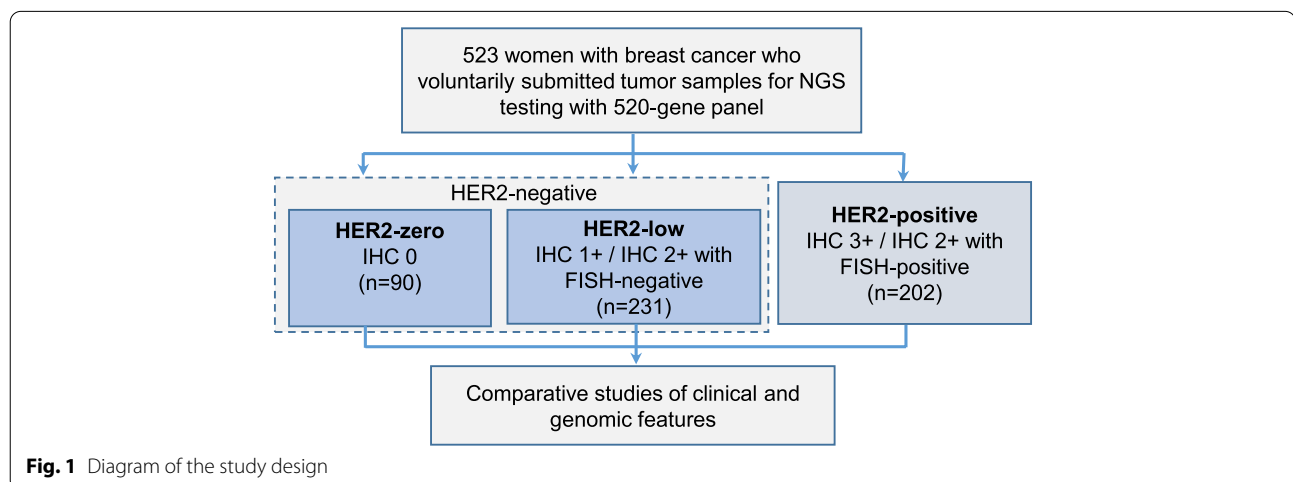 523 women with breast cancer who
voluntarily submitted tumor samples for NGS
testing with 520-gene panel
HER2-negative
HER2-zero
IHC 0
(n=90)
HER2-low
IHC 1+ / IHC 2+ with
FISH-negative
(n=231)
HER2-positive
IHC 3+ / IHC 2+ with
FISH-positive
(n=202)
Comparative studies of clinical and
genomic features
Fig. 1 Diagram of the study design